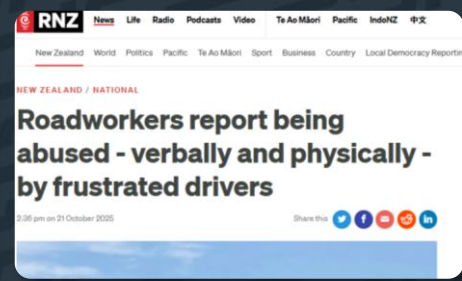 RNZ News Life Radio Podcasts Video Te Ao Māori Pacific IndoNZ 中文
New Zealand World Politics Pacific Te Ao Māori Sport Business Country Local Democracy Reportin
NEW ZEALAND / NATIONAL
Roadworkers report being
abused - verbally and physically -
by frustrated drivers
2:36 pm on 21 October 2025 Share this